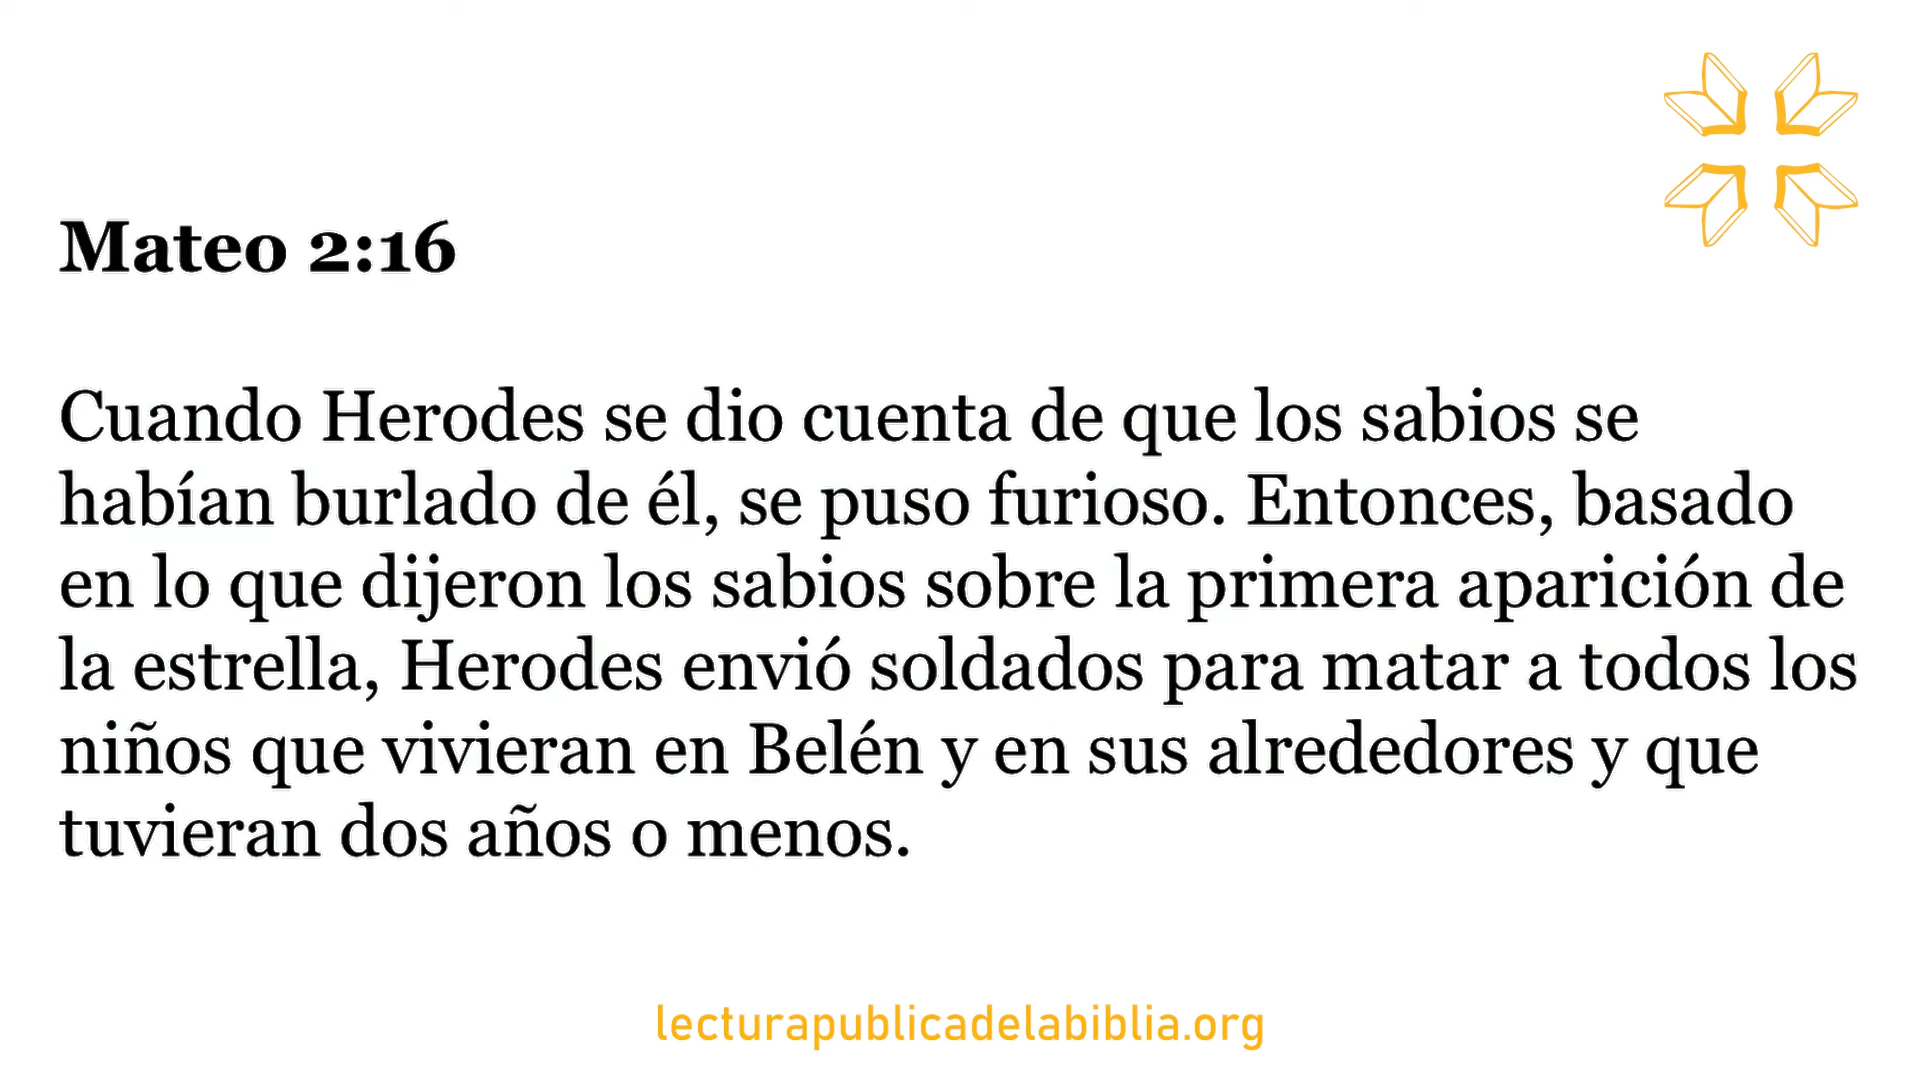 Mateo 2:16
Cuando Herodes se dio cuenta de que los sabios se
habían burlado de él, se puso furioso. Entonces, basado
en lo que dijeron los sabios sobre la primera aparición de
la estrella, Herodes envió soldados para matar a todos los
niños que vivieran en Belén y en sus alrededores y que
tuvieran dos años o menos.
lecturapublicadelabiblia.org